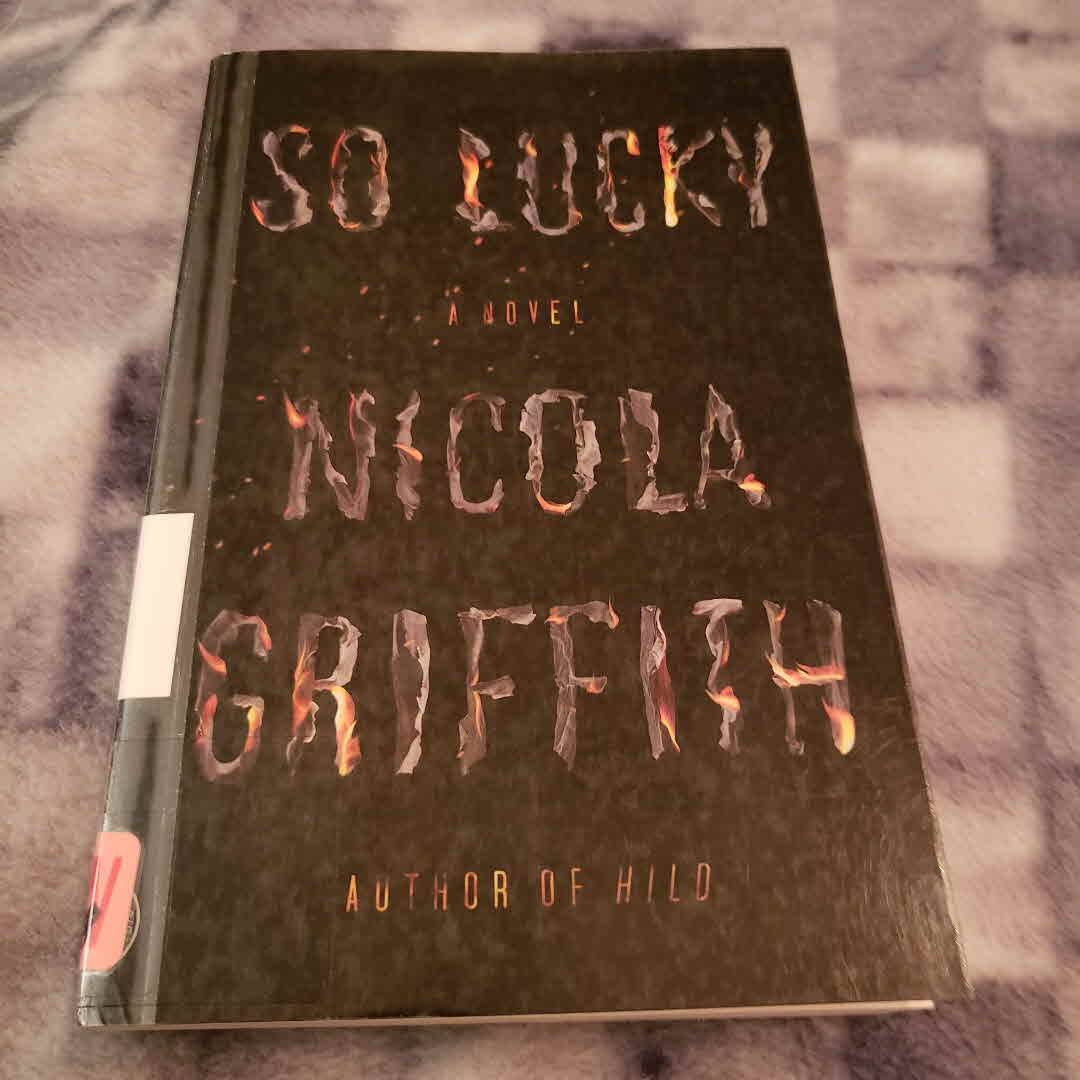 SO LUCKY
A NOVEL
NICOLA
GRIFFITH
AUTHOR OF HILD